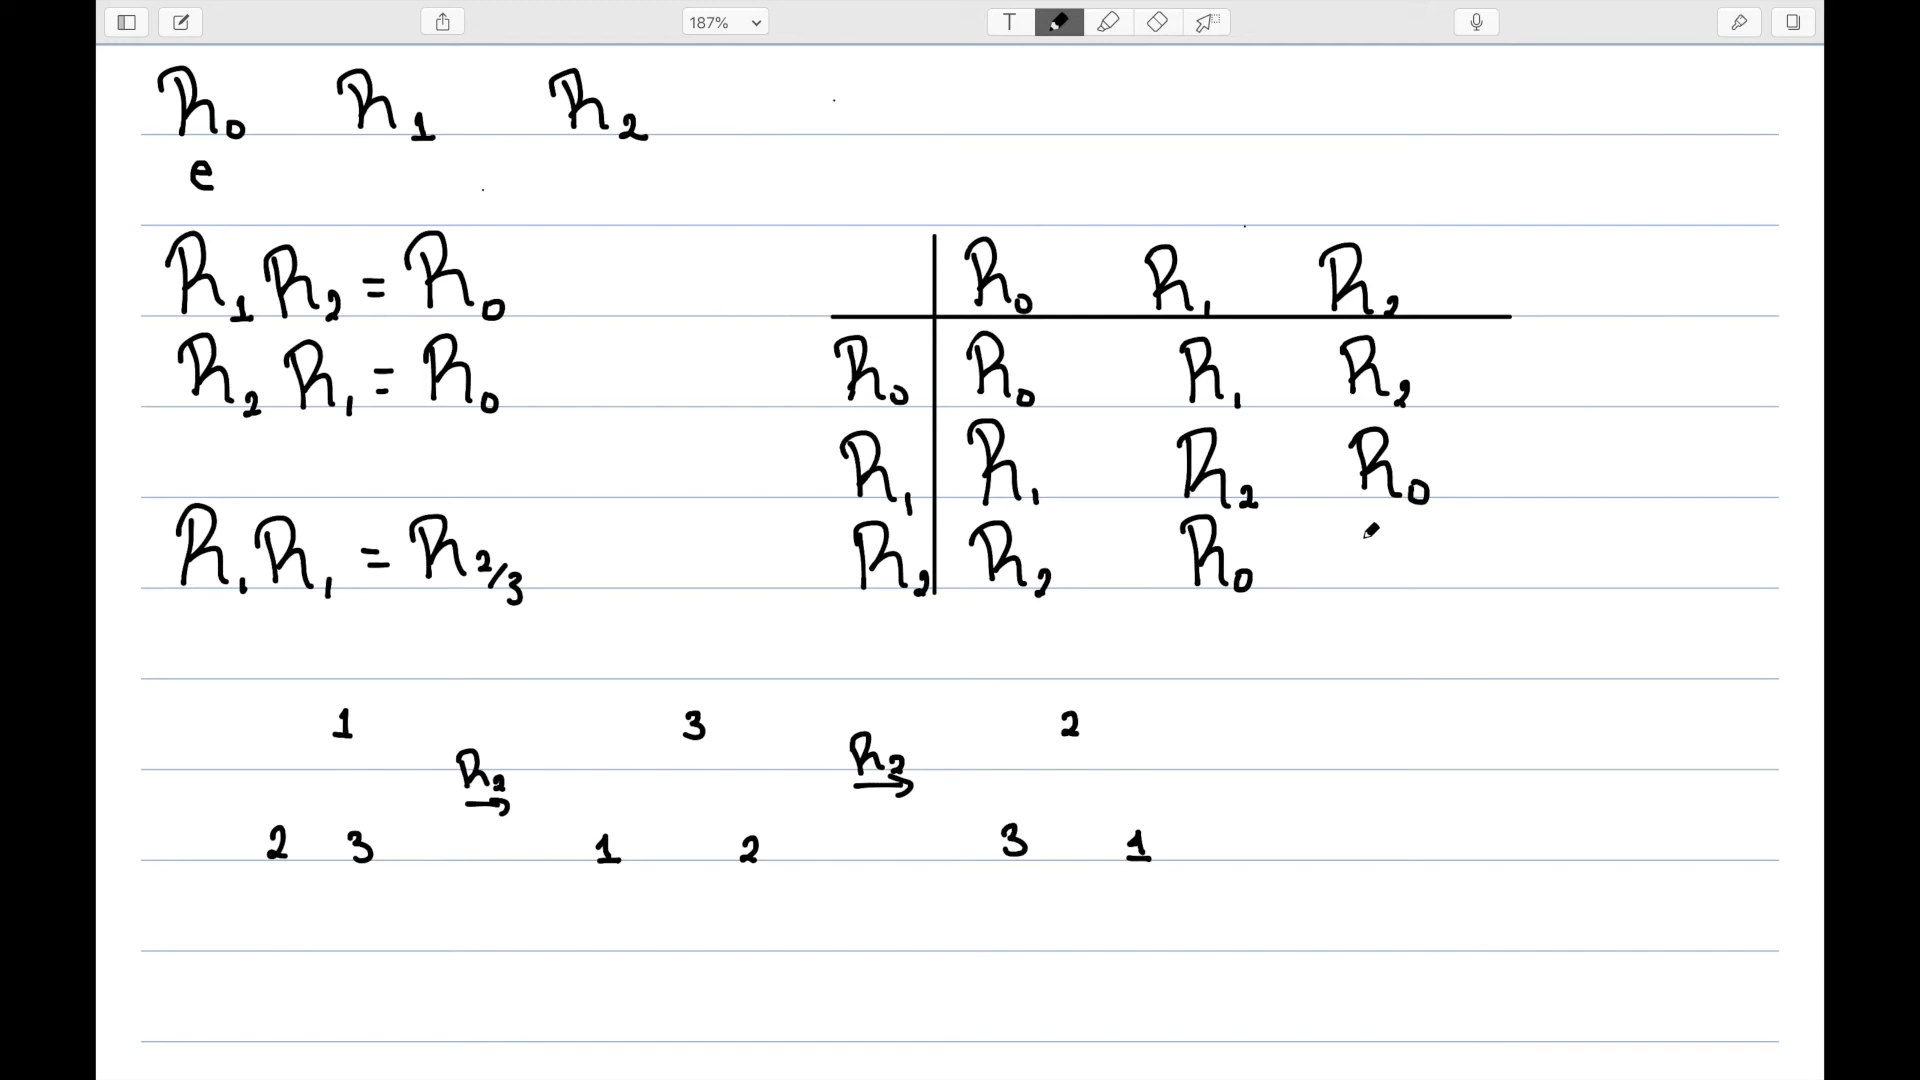 187%
T
R₀ R₁ R₂
e
R₁R₂ = R₀
R₂R₁ = R₀
R₁R₁ = R₂/₃
R₀ R₁ R₂
R₀ R₀ R₁ R₂
R₁ R₁ R₂ R₀
R₂ R₂ R₀
1 3 2
R₂ R₂
2 3 1 2 3 1